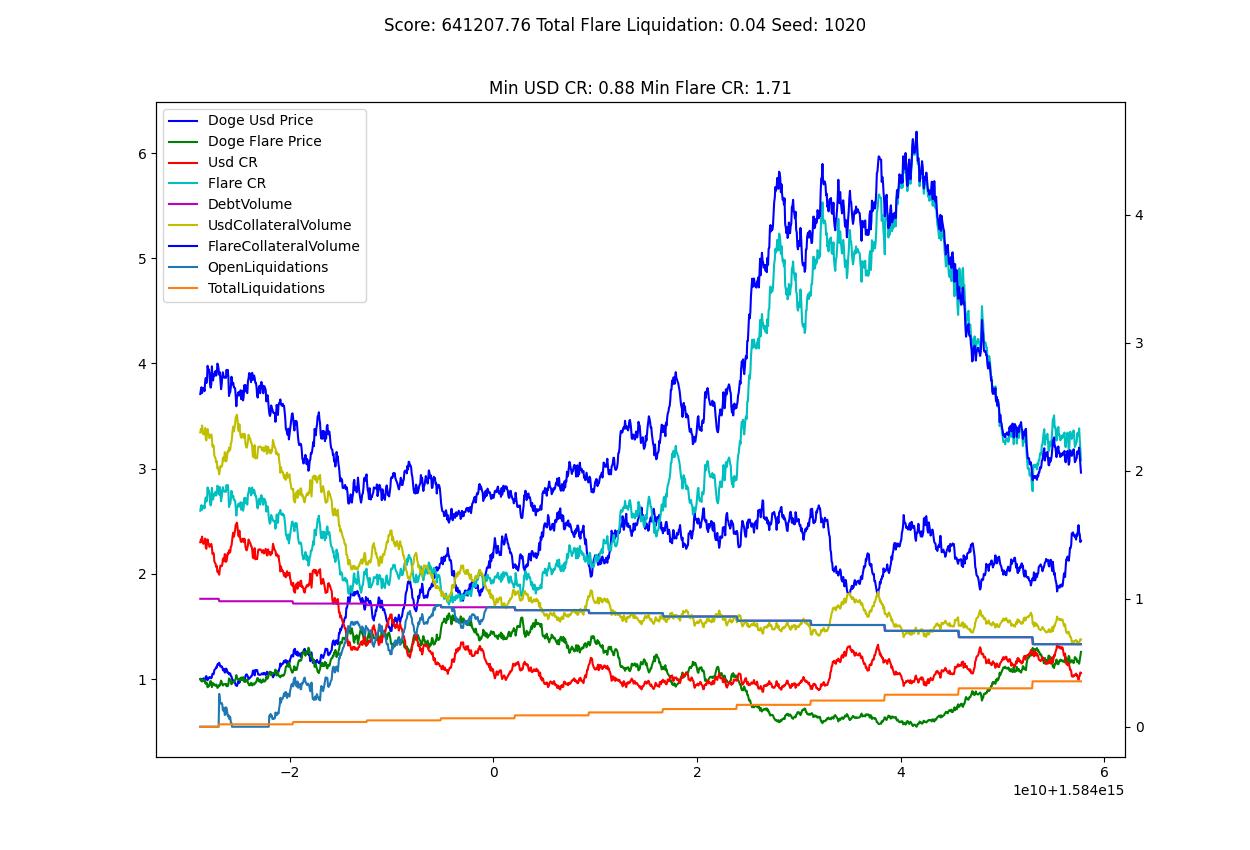 Score: 641207.76 Total Flare Liquidation: 0.04 Seed: 1020
Min USD CR: 0.88 Min Flare CR: 1.71
Doge Usd Price
Doge Flare Price
Usd CR
Flare CR
DebtVolume
UsdCollateralVolume
FlareCollateralVolume
OpenLiquidations
TotalLiquidations
6
5
4
3
2
1
4
3
2
1
0
−2
0
2
4
6
1e10+1.584e15